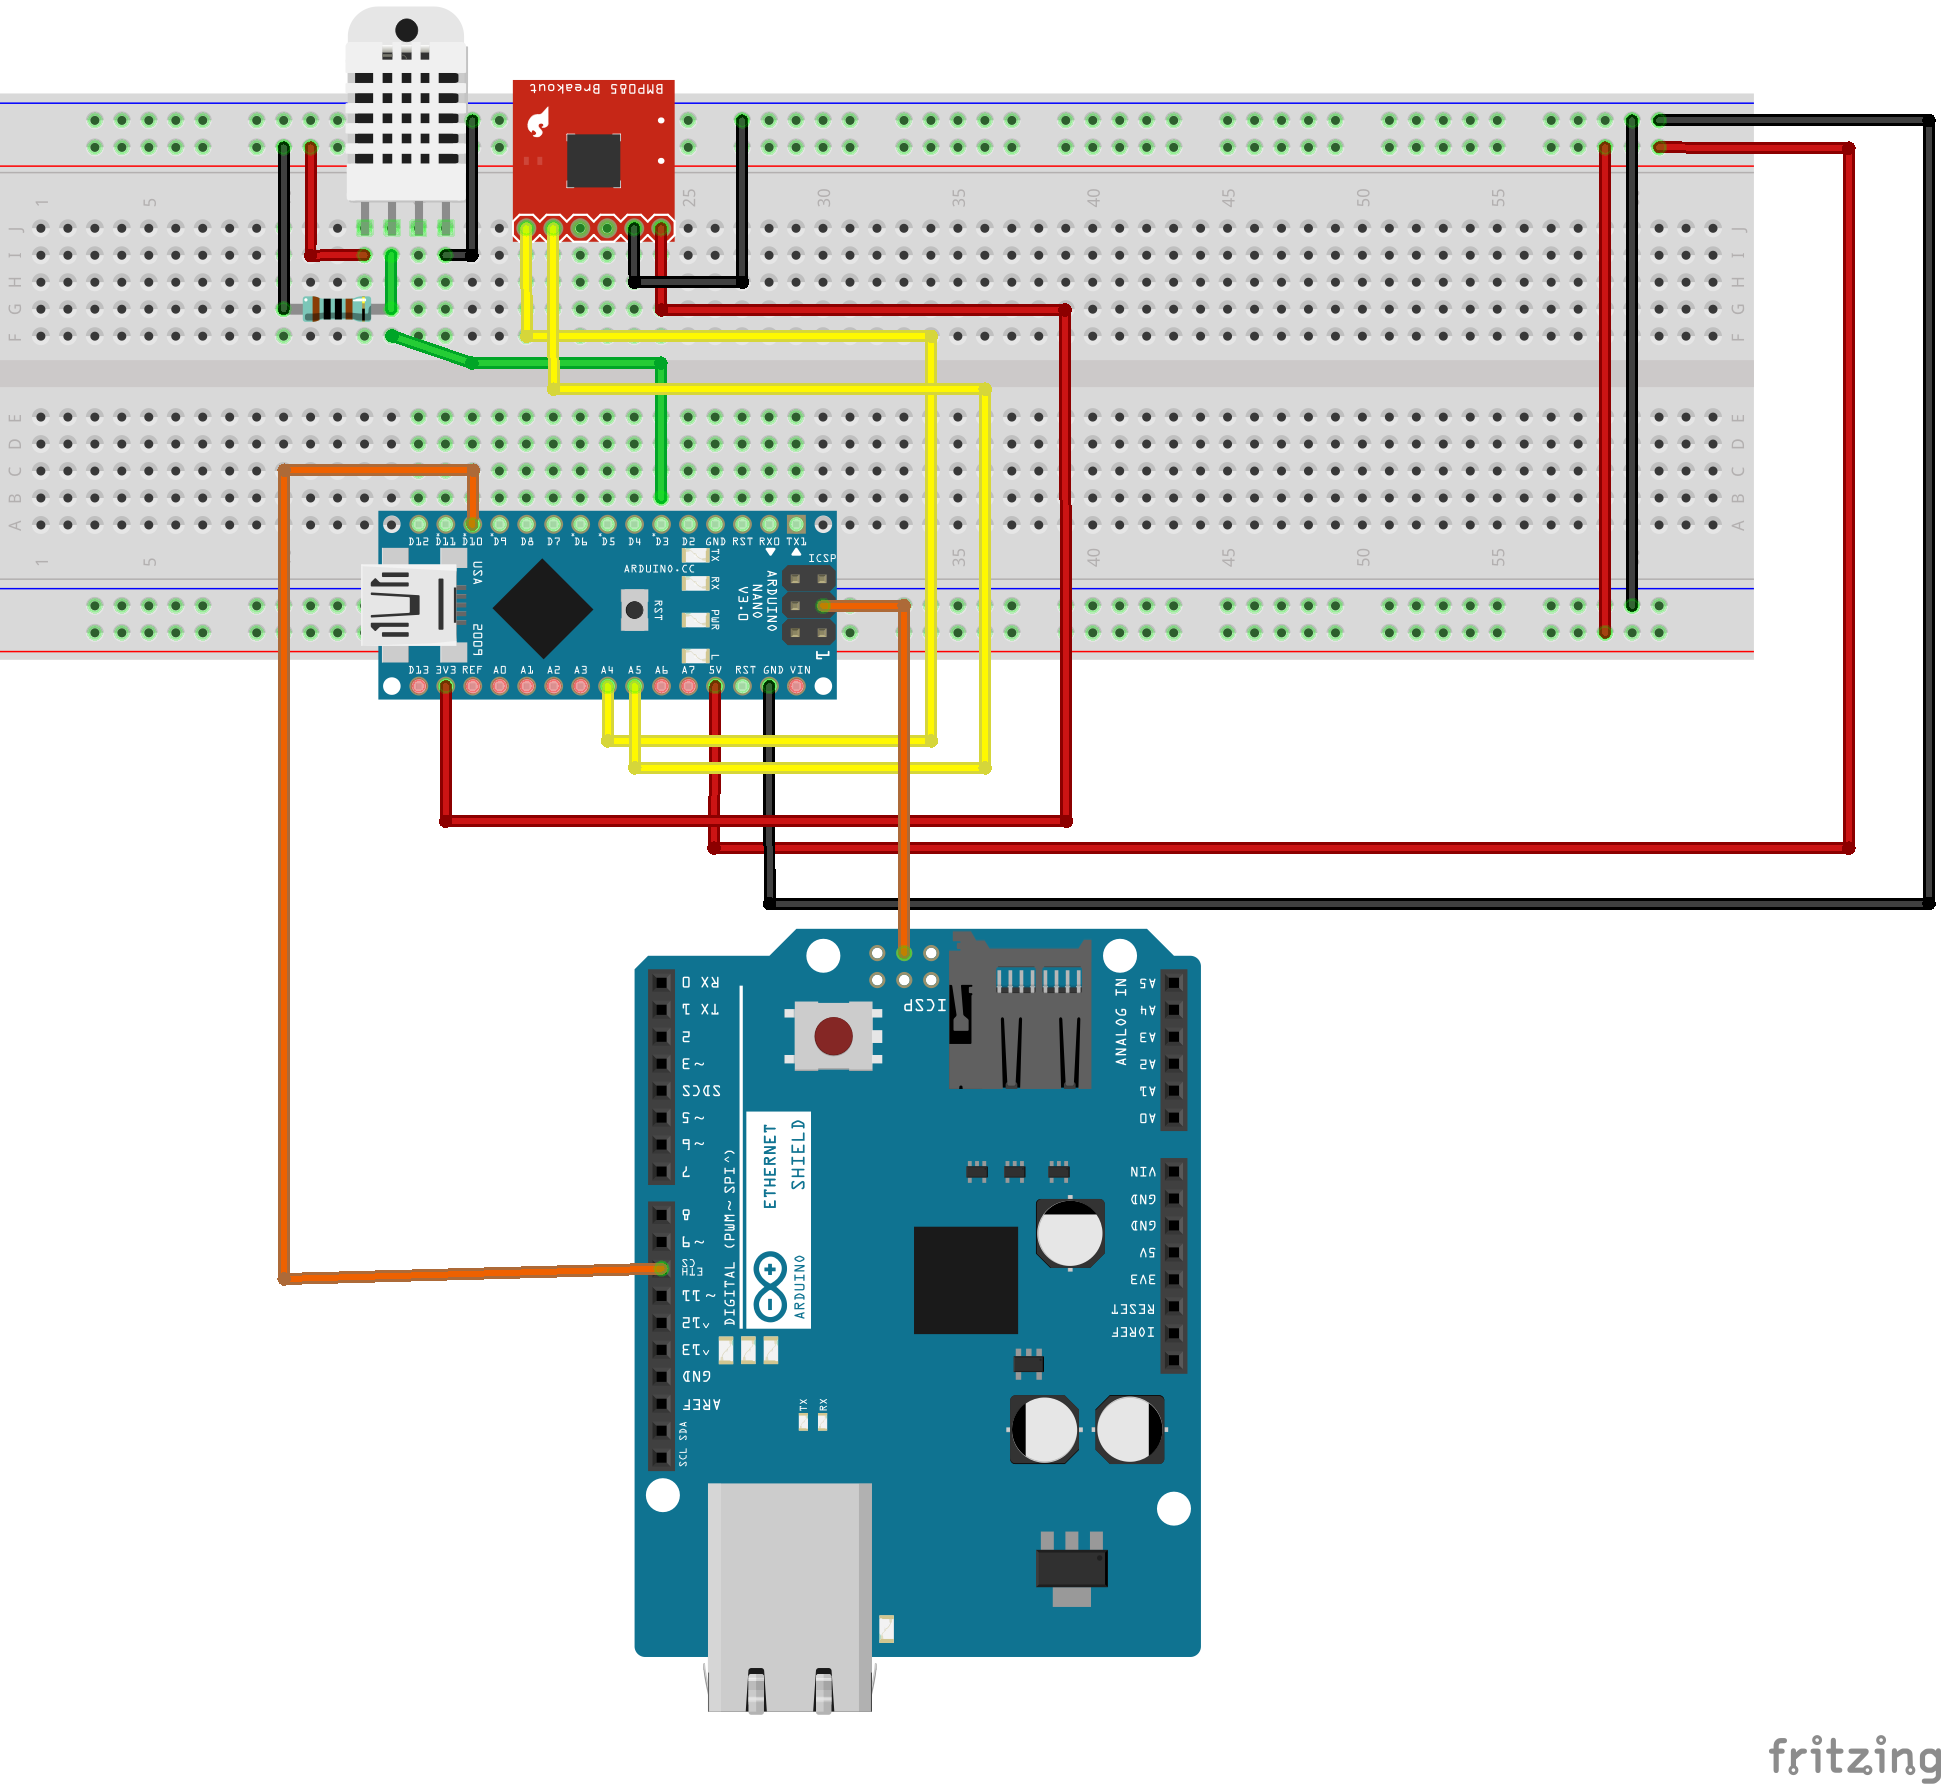 BMP085 Breakout
1 5 25 30 35 40 45 50 55
J J
I I
H H
G G
F F
E E
D D
C C
B B
A A
D12 D11 D10 D9 D8 D7 D6 D5 D4 D3 D2 GND RST RX0 TX1
ICSP
1 5 35 40 45 50 55
USA
2009
ARDUINO.CC
RST
TX
RX
PWR
L
ARDUINO
NANO
V3.0
1
D13 3V3 REF A0 A1 A2 A3 A4 A5 A6 A7 5V RST GND VIN
RX 0
TX 1
2
~ 3
SDCS
~ 5
~ 6
7
8
~ 9
ETH
CS
~ 11
^12
^13
GND
AREF
SCL SDA
DIGITAL (PWM~ SPI^)
ICSP
ETHERNET
SHIELD
ARDUINO
TX
RX
ANALOG IN
A5
A4
A3
A2
A1
A0
VIN
GND
GND
5V
3V3
RESET
IOREF
fritzing